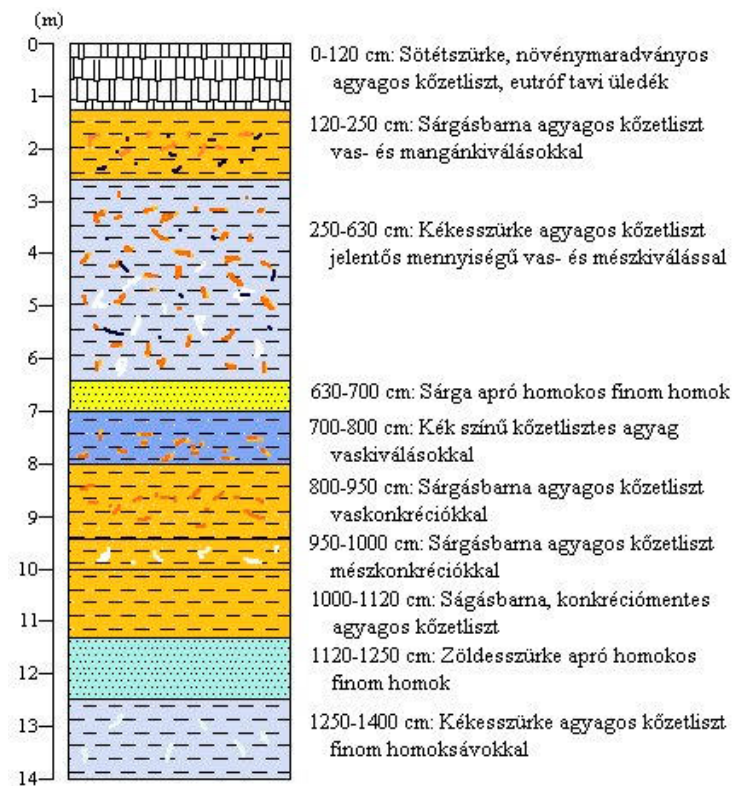 (m)
0
0-120 cm: Sötétszürke, növénymaradványos
agyagos kőzetliszt, eutróf tavi üledék
1
120-250 cm: Sárgásbarna agyagos kőzetliszt
vas- és mangánkiválásokkal
2
3
250-630 cm: Kékesszürke agyagos kőzetliszt
jelentős mennyiségű vas- és mészkiválással
4
5
6
630-700 cm: Sárga apró homokos finom homok
7
700-800 cm: Kék színű kőzetlisztes agyag
vaskiválásokkal
8
800-950 cm: Sárgásbarna agyagos kőzetliszt
vaskonkréciókkal
9
950-1000 cm: Sárgásbarna agyagos kőzetliszt
mészkonkréciókkal
10
1000-1120 cm: Ságásbarna, konkréciómentes
agyagos kőzetliszt
11
1120-1250 cm: Zöldesszürke apró homokos
finom homok
12
1250-1400 cm: Kékesszürke agyagos kőzetliszt
finom homoksávokkal
13
14